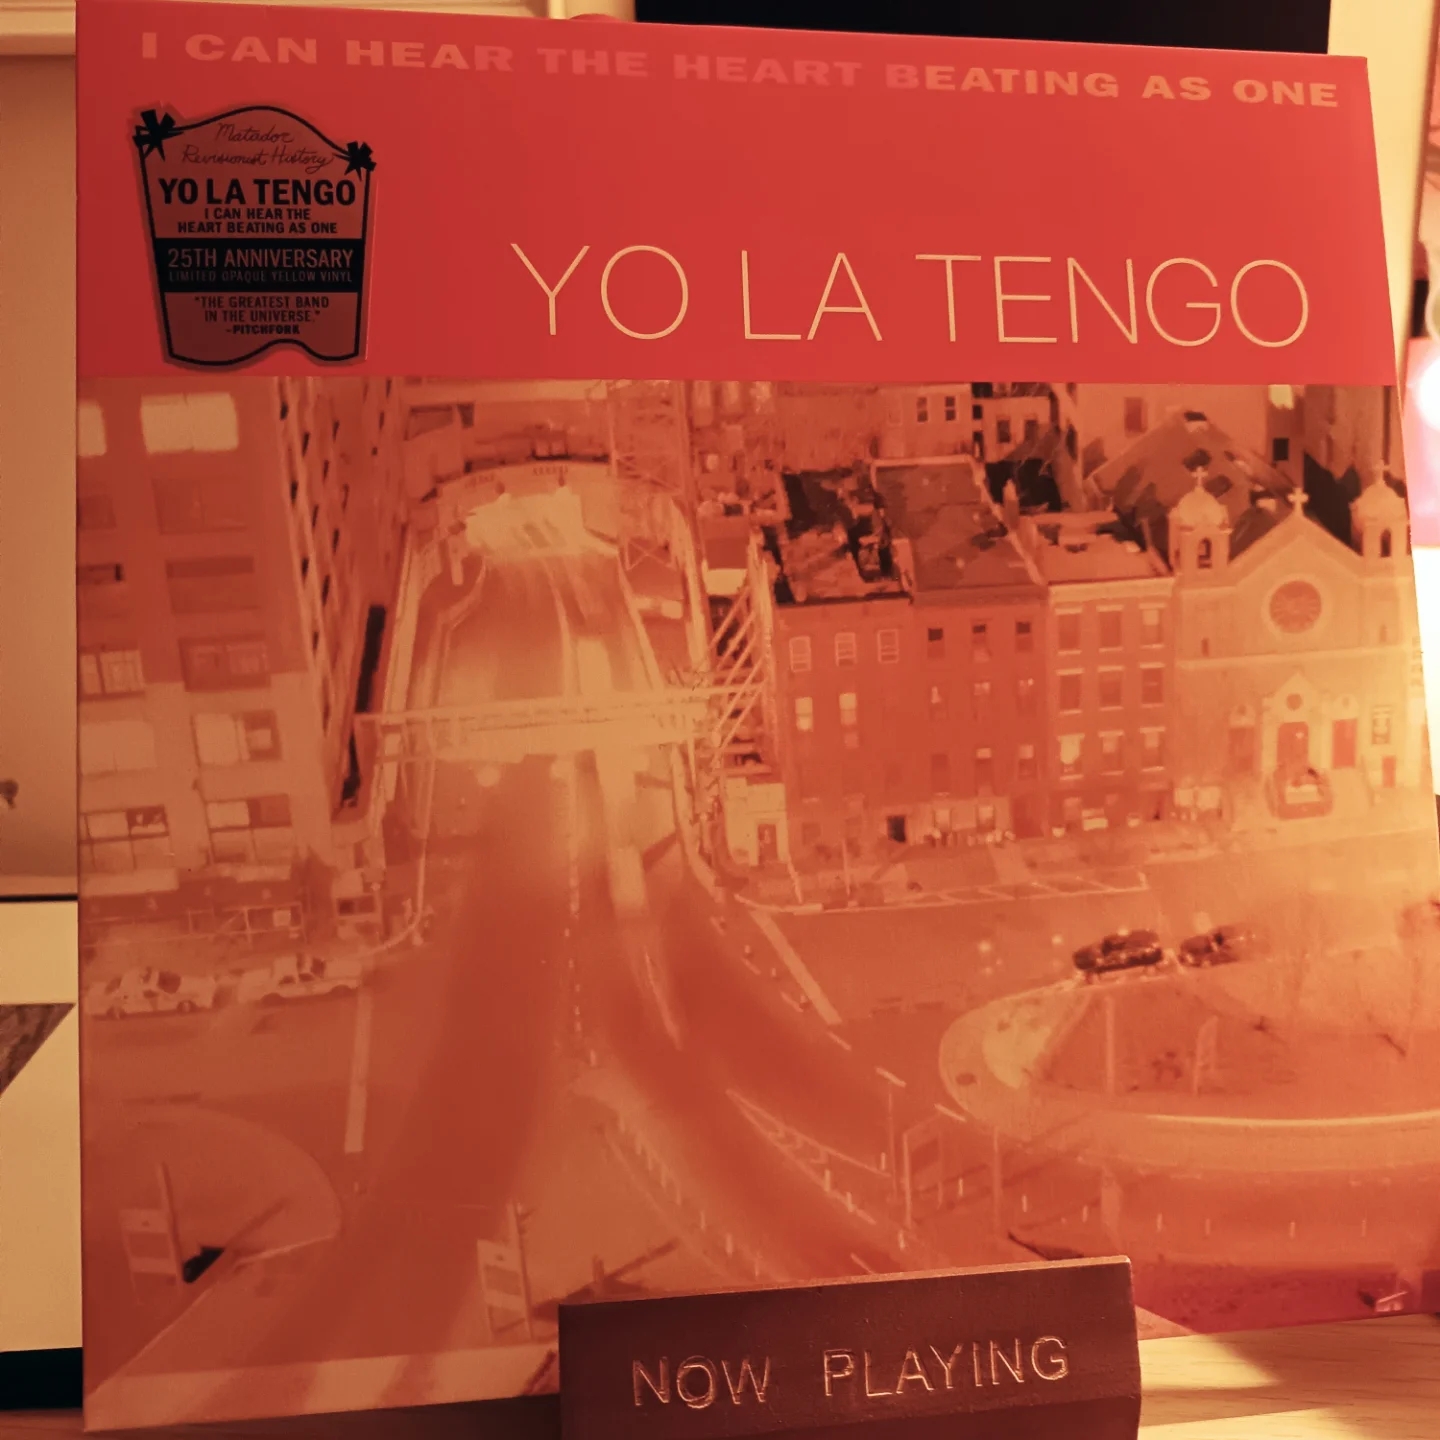 I CAN HEAR THE HEART BEATING AS ONE
Matador
Revisionist History
YO LA TENGO
I CAN HEAR THE
HEART BEATING AS ONE
25TH ANNIVERSARY
LIMITED OPAQUE YELLOW VINYL
"THE GREATEST BAND
IN THE UNIVERSE."
-PITCHFORK
YO LA TENGO
NOW PLAYING